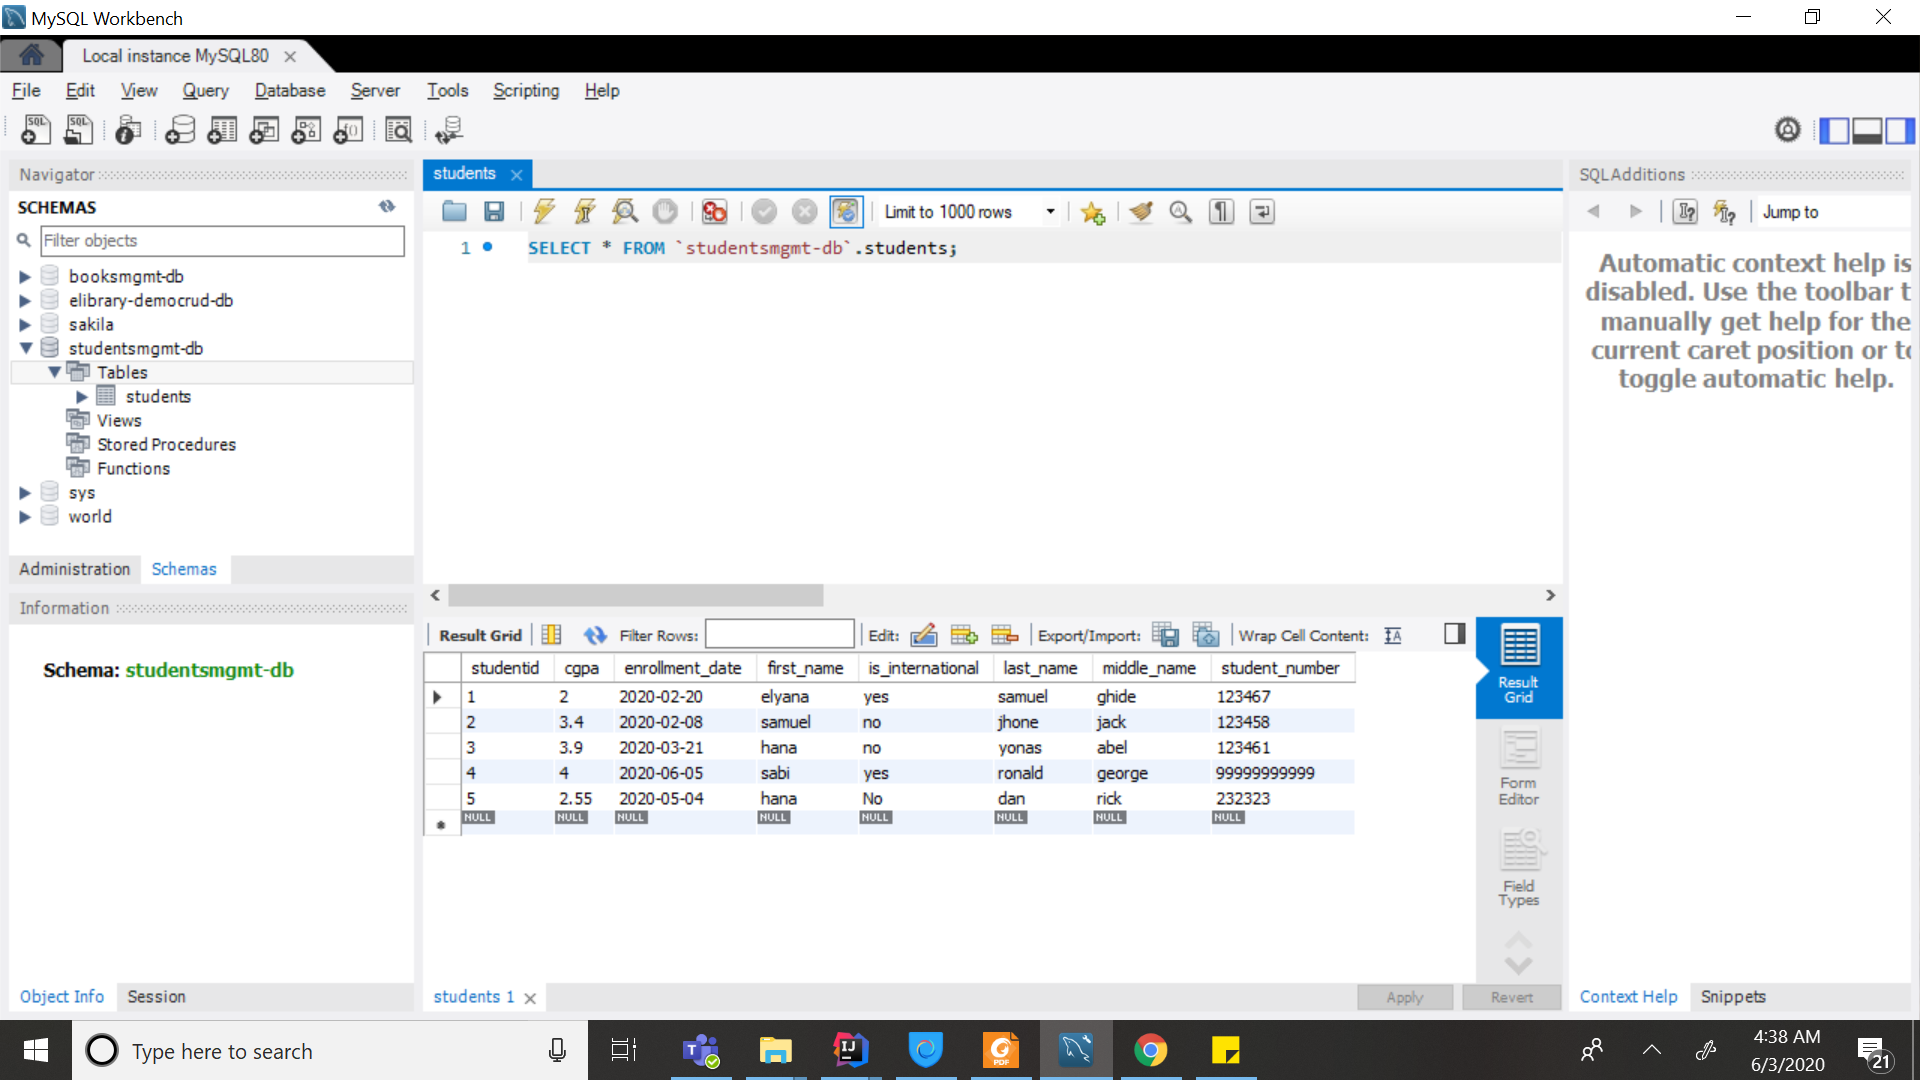 MySQL Workbench
Local instance MySQL80
File Edit View Query Database Server Tools Scripting Help
Navigator
SCHEMAS
Filter objects
booksmgmt-db
elibrary-democrud-db
sakila
studentsmgmt-db
Tables
students
Views
Stored Procedures
Functions
sys
world
Administration Schemas
Information
Schema: studentsmgmt-db
Object Info Session
students
Limit to 1000 rows
1 SELECT * FROM `studentsmgmt-db`.students;
Result Grid Filter Rows: Edit: Export/Import: Wrap Cell Content:
studentid cgpa enrollment_date first_name is_international last_name middle_name student_number
1 2 2020-02-20 elyana yes samuel ghide 123467
2 3.4 2020-02-08 samuel no jhone jack 123458
3 3.9 2020-03-21 hana no yonas abel 123461
4 4 2020-06-05 sabi yes ronald george 99999999999
5 2.55 2020-05-04 hana No dan rick 232323
NULL NULL NULL NULL NULL NULL NULL NULL
Result
Grid
Form
Editor
Field
Types
students 1
Apply Revert
SQLAdditions
Jump to
Automatic context help is
disabled. Use the toolbar t
manually get help for the
current caret position or to
toggle automatic help.
Context Help Snippets
Type here to search
4:38 AM
6/3/2020
21